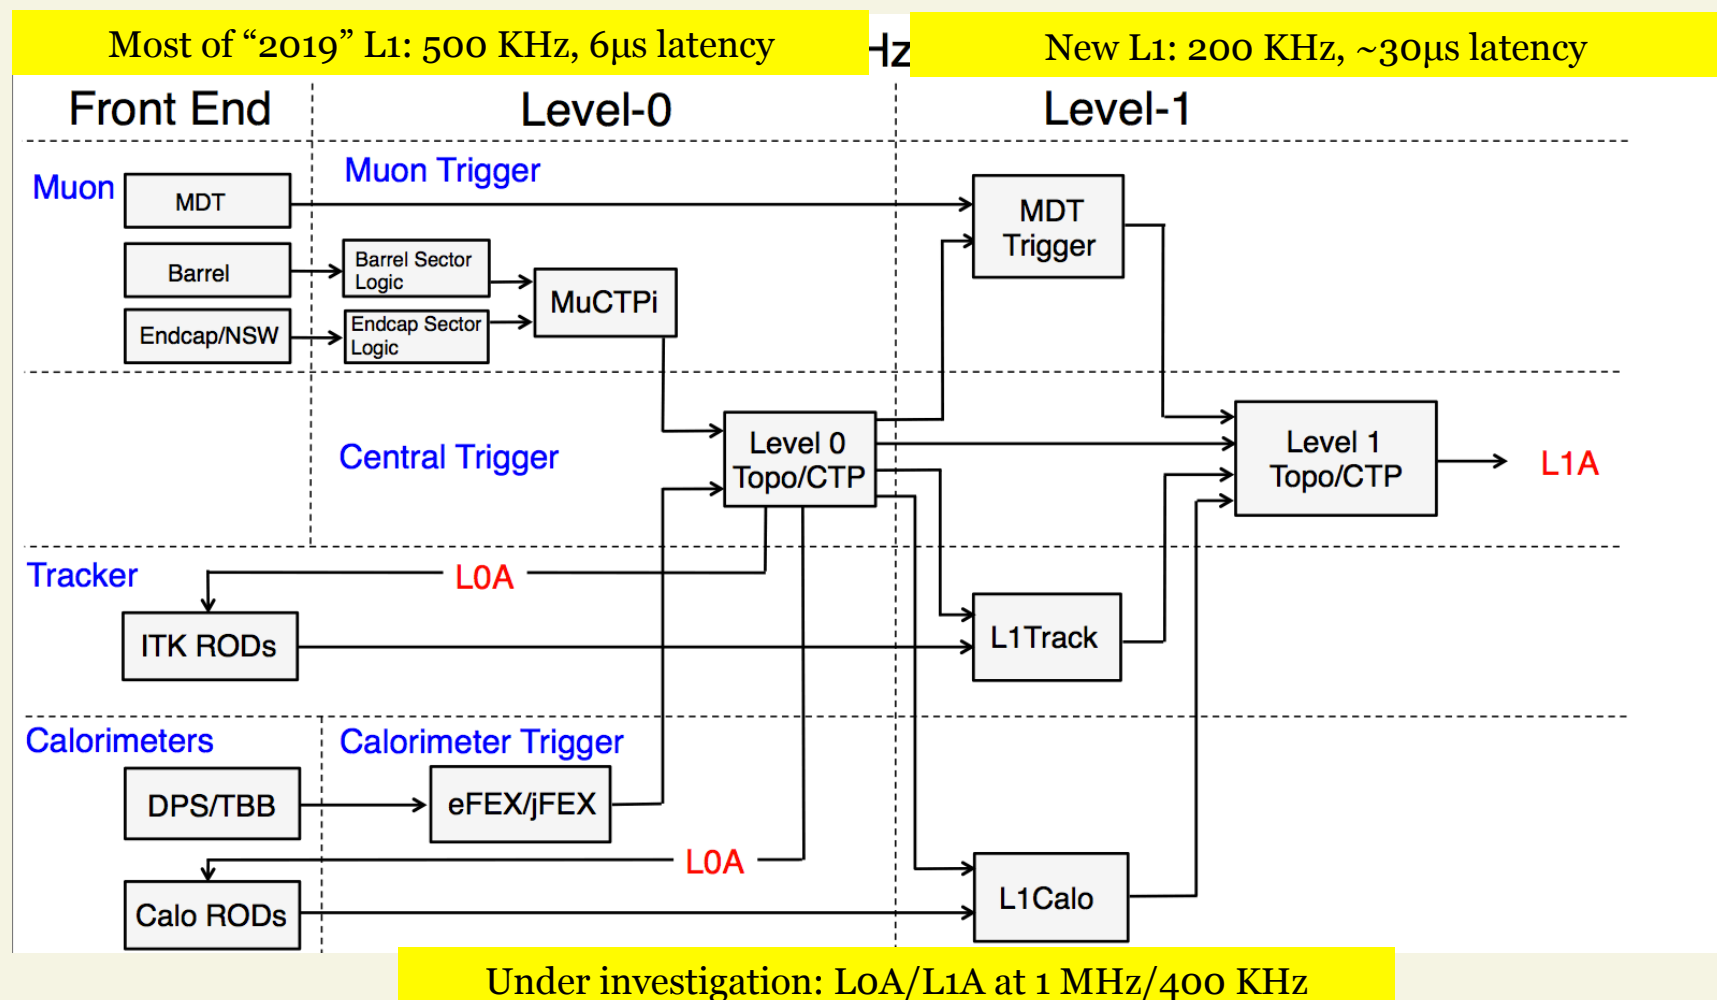 Most of “2019” L1: 500 KHz, 6µs latency
Hz
New L1: 200 KHz, ~30µs latency
Front End
Level-0
Level-1
Muon
Muon Trigger
MDT
MDT
Trigger
Barrel
Barrel Sector
Logic
MuCTPi
Endcap/NSW
Endcap Sector
Logic
Central Trigger
Level 0
Topo/CTP
Level 1
Topo/CTP
L1A
Tracker
L0A
ITK RODs
L1Track
Calorimeters
Calorimeter Trigger
DPS/TBB
eFEX/jFEX
L0A
Calo RODs
L1Calo
Under investigation: L0A/L1A at 1 MHz/400 KHz